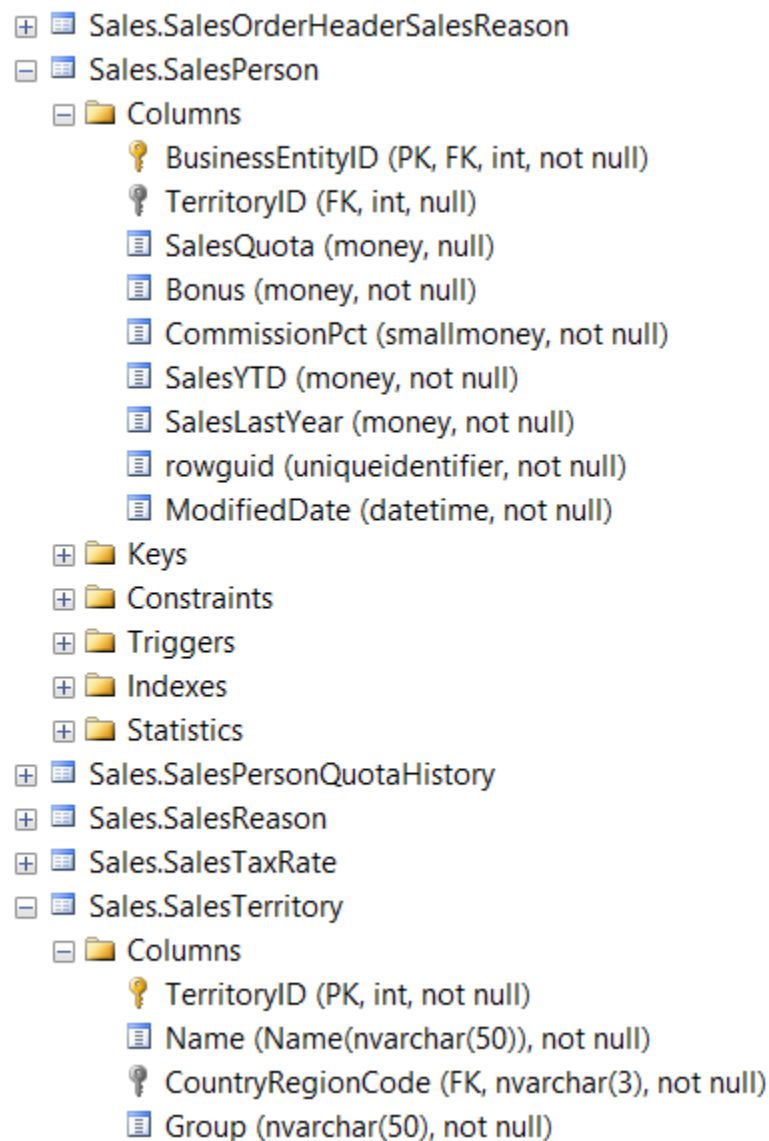 Sales.SalesOrderHeaderSalesReason
Sales.SalesPerson
Columns
BusinessEntityID (PK, FK, int, not null)
TerritoryID (FK, int, null)
SalesQuota (money, null)
Bonus (money, not null)
CommissionPct (smallmoney, not null)
SalesYTD (money, not null)
SalesLastYear (money, not null)
rowguid (uniqueidentifier, not null)
ModifiedDate (datetime, not null)
Keys
Constraints
Triggers
Indexes
Statistics
Sales.SalesPersonQuotaHistory
Sales.SalesReason
Sales.SalesTaxRate
Sales.SalesTerritory
Columns
TerritoryID (PK, int, not null)
Name (Name(nvarchar(50)), not null)
CountryRegionCode (FK, nvarchar(3), not null)
Group (nvarchar(50), not null)